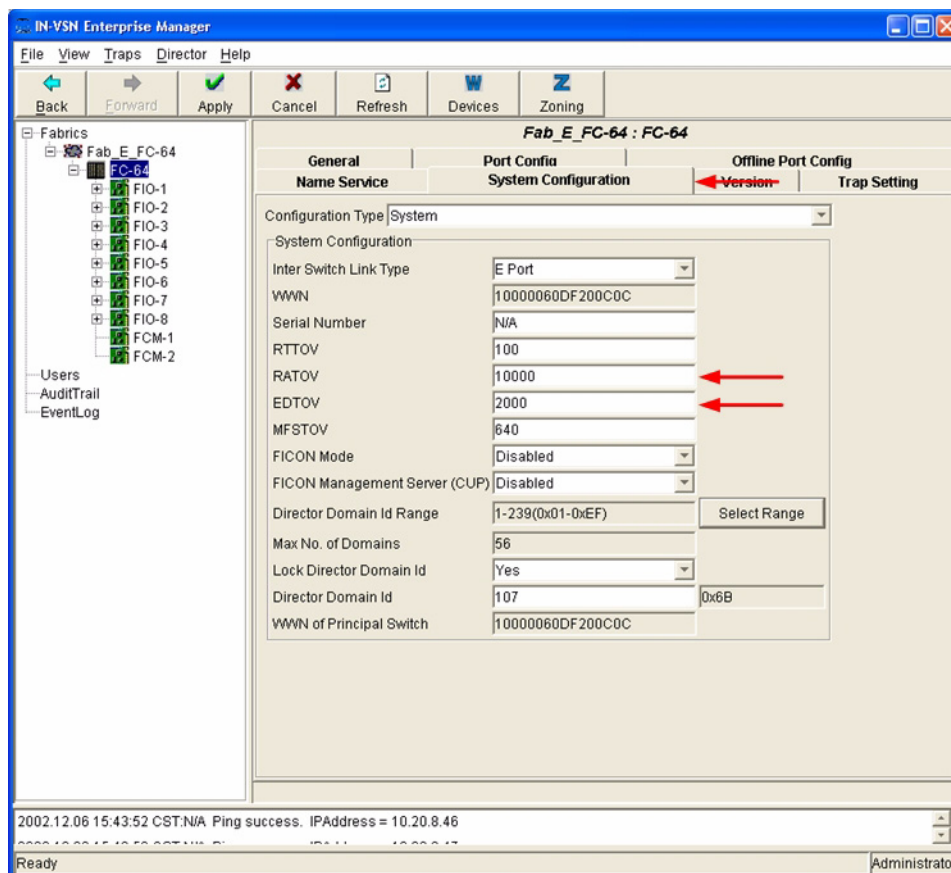 IN-VSN Enterprise Manager
File View Traps Director Help
Back Forward Apply Cancel Refresh Devices Zoning
Fabrics
Fab_E_FC-64
FC-64
FIO-1
FIO-2
FIO-3
FIO-4
FIO-5
FIO-6
FIO-7
FIO-8
FCM-1
FCM-2
Users
AuditTrail
EventLog
Fab_E_FC-64 : FC-64
General Port Config Offline Port Config
Name Service System Configuration Version Trap Setting
Configuration Type System
System Configuration
Inter Switch Link Type E Port
WWN 10000060DF200C0C
Serial Number N/A
RTTOV 100
RATOV 10000
EDTOV 2000
MFSTOV 640
FICON Mode Disabled
FICON Management Server (CUP) Disabled
Director Domain Id Range 1-239(0x01-0xEF) Select Range
Max No. of Domains 56
Lock Director Domain Id Yes
Director Domain Id 107 0x6B
WWN of Principal Switch 10000060DF200C0C
2002.12.06 15:43:52 CST:N/A Ping success. IPAddress = 10.20.8.46
Ready Administrato